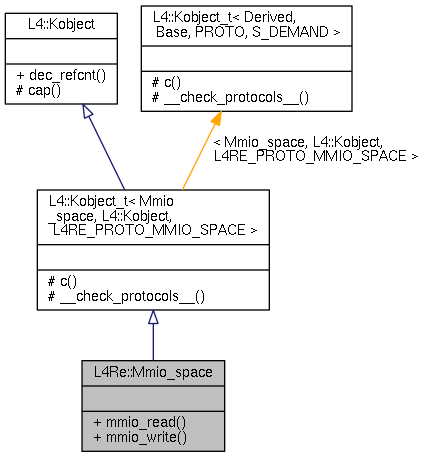 L4::Kobject
+ dec_refcnt()
# cap()
L4::Kobject_t< Derived,
Base, PROTO, S_DEMAND >
# c()
# __check_protocols__()
< Mmio_space, L4::Kobject,
L4RE_PROTO_MMIO_SPACE >
L4::Kobject_t< Mmio
_space, L4::Kobject,
L4RE_PROTO_MMIO_SPACE >
# c()
# __check_protocols__()
L4Re::Mmio_space
+ mmio_read()
+ mmio_write()